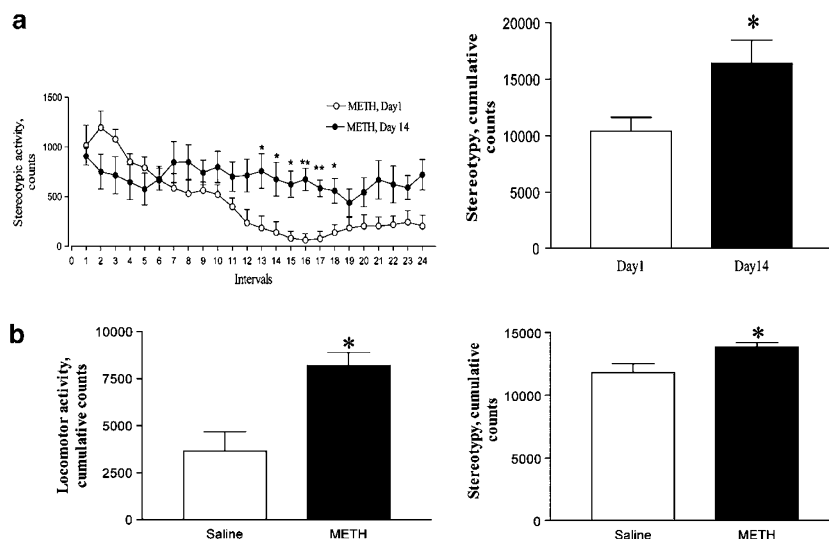 a
Stereotypic activity,
counts
1500
1000
500
0
METH, Day1
METH, Day 14
* * * ** ** *
0 1 2 3 4 5 6 7 8 9 10 11 12 13 14 15 16 17 18 19 20 21 22 23 24
Intervals
Stereotypy, cumulative
counts
20000
15000
10000
5000
0
*
Day1 Day14
b
Locomotor activity,
cumulative counts
10000
7500
5000
2500
0
*
Saline METH
Stereotypy, cumulative
counts
15000
10000
5000
0
*
Saline METH